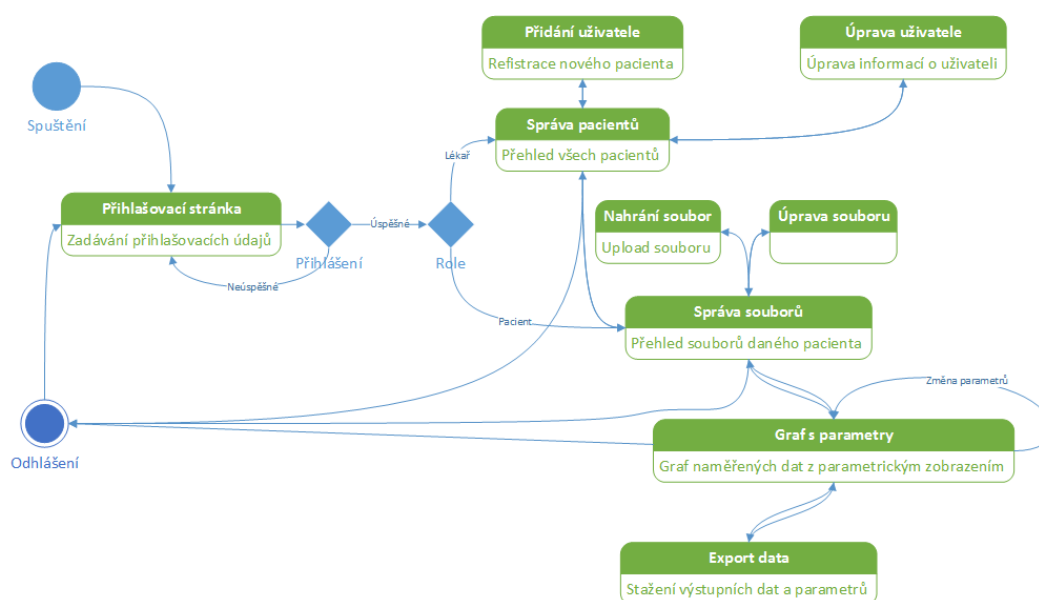 Přidání uživatele
Refistrace nového pacienta
Úprava uživatele
Úprava informací o uživateli
Spuštění
Správa pacientů
Přehled všech pacientů
Lékař
Přihlašovací stránka
Zadávání přihlašovacích údajů
Úspěšné
Přihlášení
Role
Neúspěšné
Nahrání soubor
Upload souboru
Úprava souboru
Správa souborů
Přehled souborů daného pacienta
Pacient
Změna parametrů
Odhlášení
Graf s parametry
Graf naměřených dat z parametrickým zobrazením
Export data
Stažení výstupních dat a parametrů